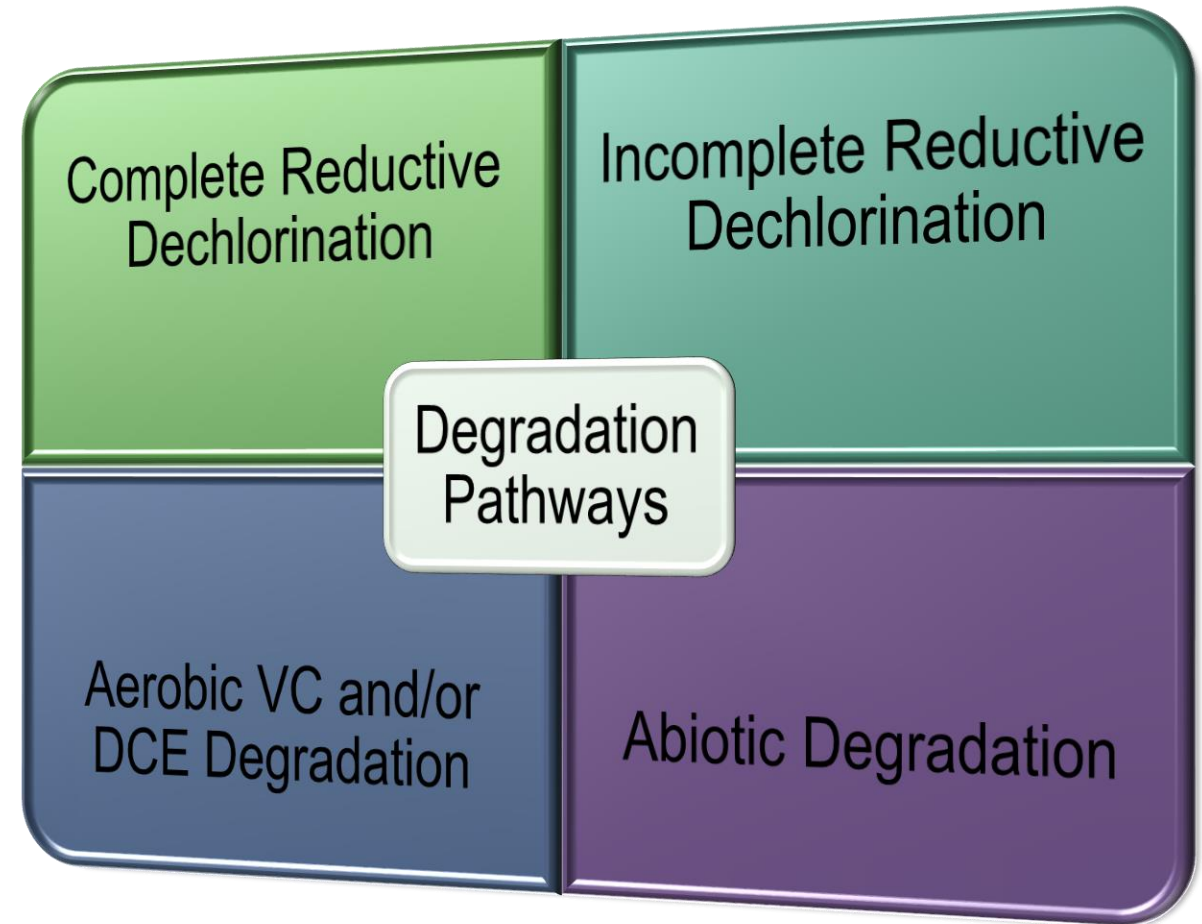 Complete Reductive
Dechlorination
Incomplete Reductive
Dechlorination
Degradation
Pathways
Aerobic VC and/or
DCE Degradation
Abiotic Degradation